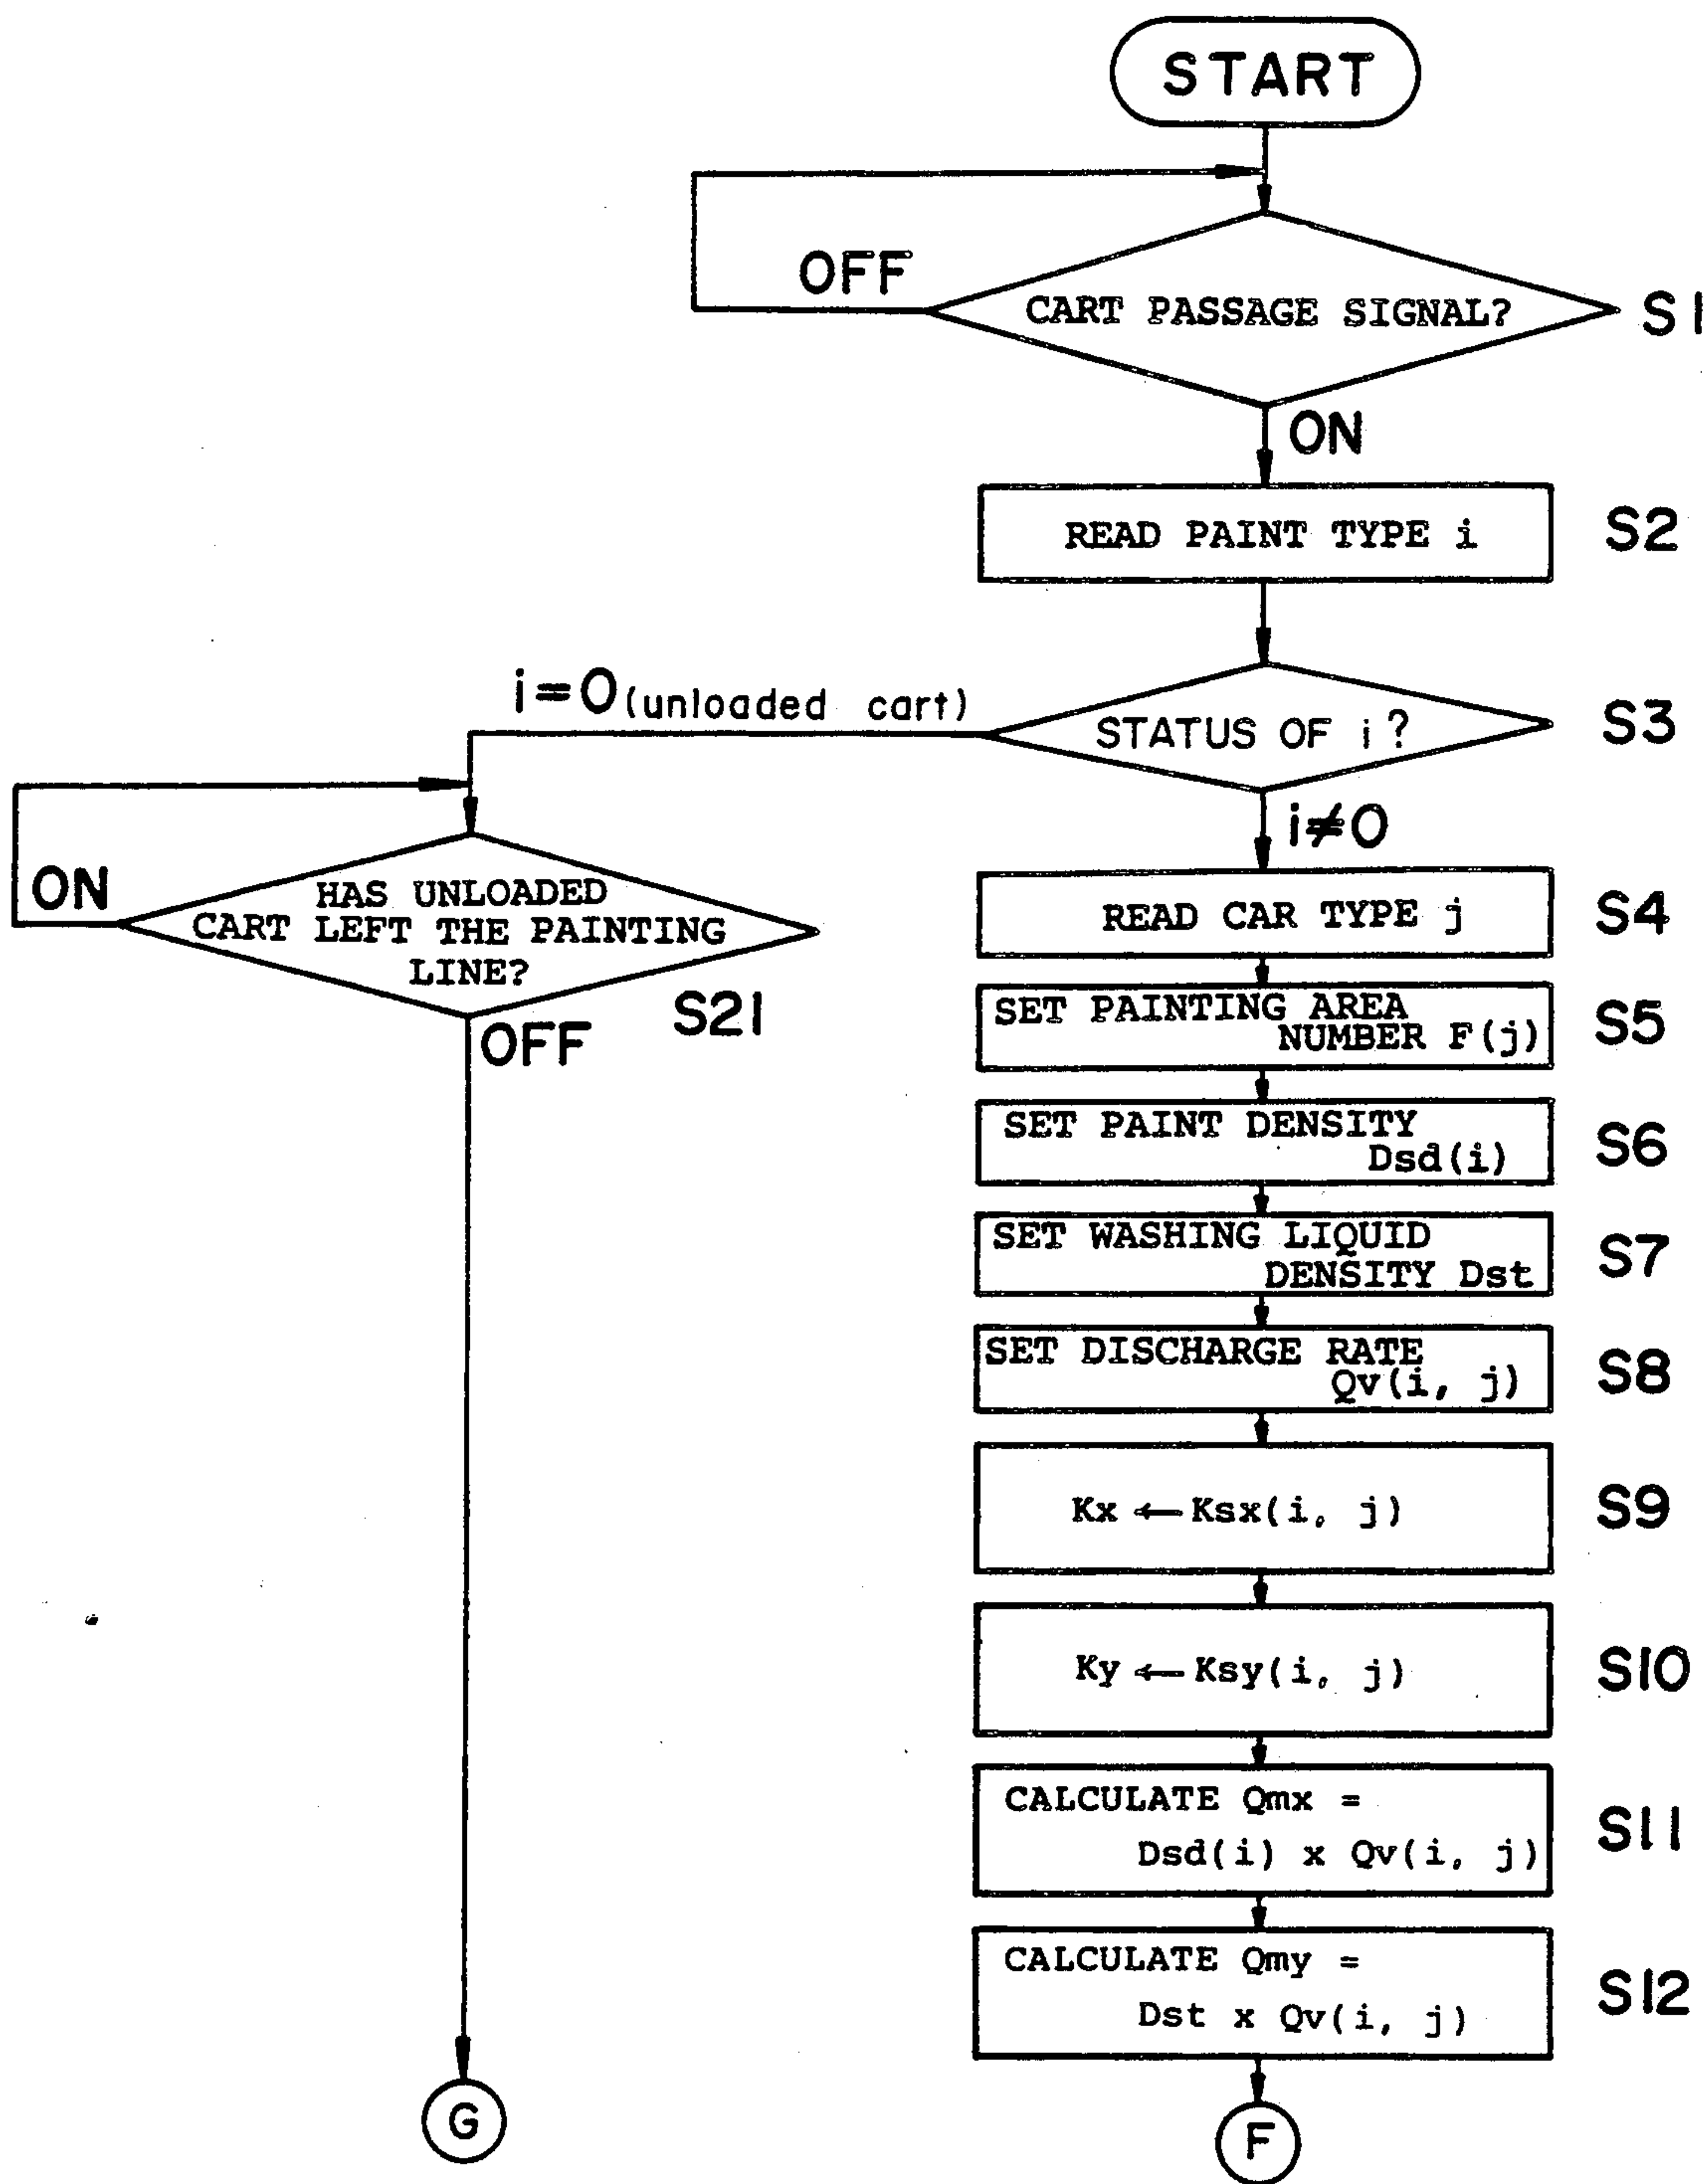 START
OFF
CART PASSAGE SIGNAL?
S1
ON
READ PAINT TYPE i
S2
i=0 (unloaded cart)
STATUS OF i?
S3
i≠0
ON
HAS UNLOADED
CART LEFT THE PAINTING
LINE?
S21
OFF
READ CAR TYPE j
S4
SET PAINTING AREA
NUMBER F(j)
S5
SET PAINT DENSITY
Dsd(i)
S6
SET WASHING LIQUID
DENSITY Dst
S7
SET DISCHARGE RATE
Qv(i, j)
S8
Kx ← Ksx(i, j)
S9
Ky ← Ksy(i, j)
S10
CALCULATE Qmx =
Dsd(i) x Qv(i, j)
S11
CALCULATE Qmy =
Dst x Qv(i, j)
S12
G
F